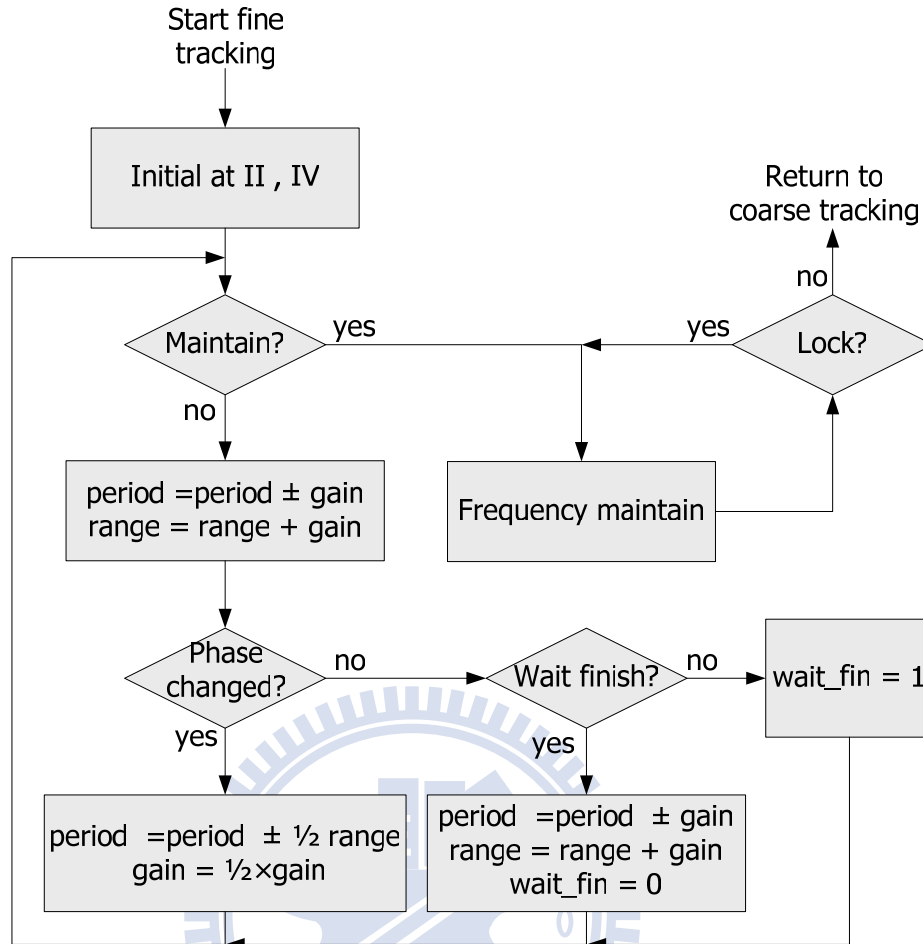 Start fine
tracking
Initial at II , IV
Return to
coarse tracking
no
Maintain?
yes
yes
Lock?
no
period =period ± gain
range = range + gain
Frequency maintain
Phase
changed?
no
Wait finish?
no
wait_fin = 1
yes
yes
period =period ± ½ range
gain = ½×gain
period =period ± gain
range = range + gain
wait_fin = 0